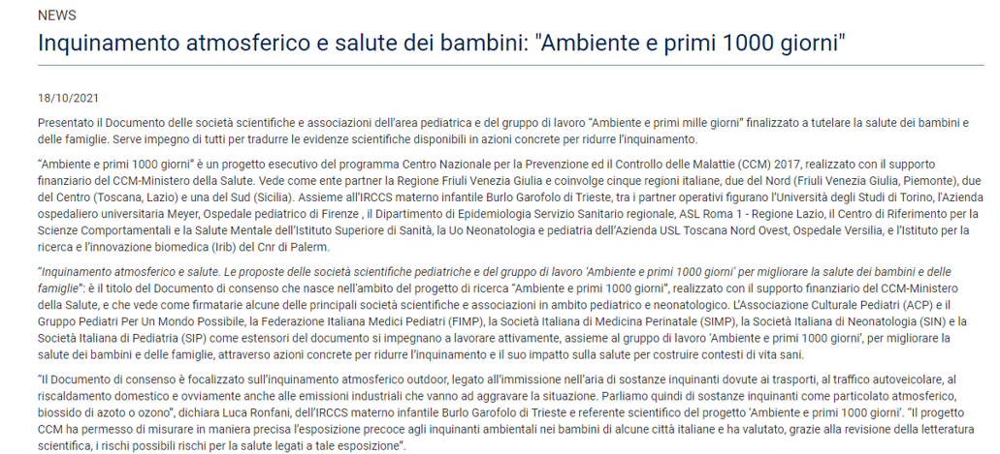 NEWS
Inquinamento atmosferico e salute dei bambini: "Ambiente e primi 1000 giorni"
18/10/2021
Presentato il Documento delle società scientifiche e associazioni dell'area pediatrica e del gruppo di lavoro “Ambiente e primi mille giorni” finalizzato a tutelare la salute dei bambini e
delle famiglie. Serve impegno di tutti per tradurre le evidenze scientifiche disponibili in azioni concrete per ridurre l'inquinamento.
“Ambiente e primi 1000 giorni” è un progetto esecutivo del programma Centro Nazionale per la Prevenzione ed il Controllo delle Malattie (CCM) 2017, realizzato con il supporto
finanziario del CCM-Ministero della Salute. Vede come ente partner la Regione Friuli Venezia Giulia e coinvolge cinque regioni italiane, due del Nord (Friuli Venezia Giulia, Piemonte), due
del Centro (Toscana, Lazio) e una del Sud (Sicilia). Assieme all'IRCCS materno infantile Burlo Garofolo di Trieste, tra i partner operativi figurano l'Università degli Studi di Torino, l'Azienda
ospedaliero universitaria Meyer, Ospedale pediatrico di Firenze , il Dipartimento di Epidemiologia Servizio Sanitario regionale, ASL Roma 1 - Regione Lazio, il Centro di Riferimento per la
Scienze Comportamentali e la Salute Mentale dell'Istituto Superiore di Sanità, la Uo Neonatologia e pediatria dell'Azienda USL Toscana Nord Ovest, Ospedale Versilia, e l'Istituto per la
ricerca e l'innovazione biomedica (Irib) del Cnr di Palerm.
“Inquinamento atmosferico e salute. Le proposte delle società scientifiche pediatriche e del gruppo di lavoro ‘Ambiente e primi 1000 giorni’ per migliorare la salute dei bambini e delle
famiglie”: è il titolo del Documento di consenso che nasce nell'ambito del progetto di ricerca “Ambiente e primi 1000 giorni”, realizzato con il supporto finanziario del CCM-Ministero
della Salute, e che vede come firmatarie alcune delle principali società scientifiche e associazioni in ambito pediatrico e neonatologico. L'Associazione Culturale Pediatri (ACP) e il
Gruppo Pediatri Per Un Mondo Possibile, la Federazione Italiana Medici Pediatri (FIMP), la Società Italiana di Medicina Perinatale (SIMP), la Società Italiana di Neonatologia (SIN) e la
Società Italiana di Pediatria (SIP) come estensori del documento si impegnano a lavorare attivamente, assieme al gruppo di lavoro ‘Ambiente e primi 1000 giorni’, per migliorare la
salute dei bambini e delle famiglie, attraverso azioni concrete per ridurre l'inquinamento e il suo impatto sulla salute per costruire contesti di vita sani.
“Il Documento di consenso è focalizzato sull'inquinamento atmosferico outdoor, legato all'immissione nell'aria di sostanze inquinanti dovute ai trasporti, al traffico autoveicolare, al
riscaldamento domestico e ovviamente anche alle emissioni industriali che vanno ad aggravare la situazione. Parliamo quindi di sostanze inquinanti come particolato atmosferico,
biossido di azoto o ozono”, dichiara Luca Ronfani, dell'IRCCS materno infantile Burlo Garofolo di Trieste e referente scientifico del progetto ‘Ambiente e primi 1000 giorni’. “Il progetto
CCM ha permesso di misurare in maniera precisa l'esposizione precoce agli inquinanti ambientali nei bambini di alcune città italiane e ha valutato, grazie alla revisione della letteratura
scientifica, i rischi possibili rischi per la salute legati a tale esposizione”.